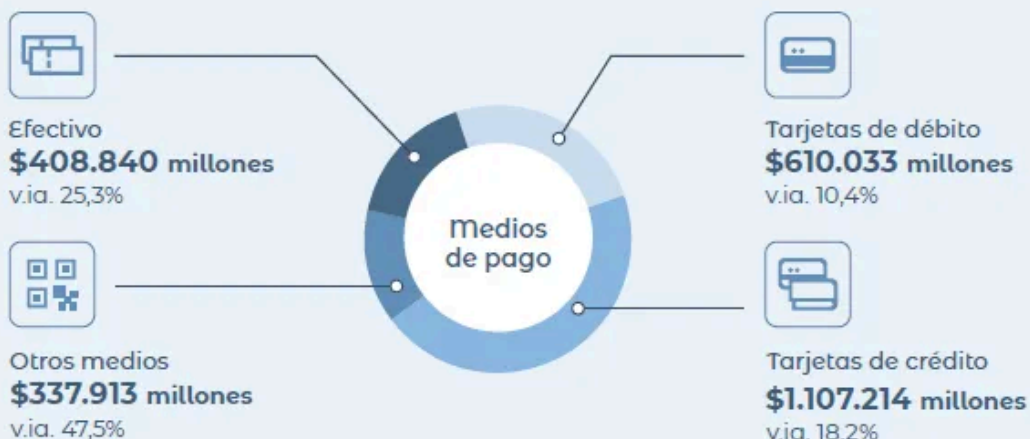 Efectivo
$408.840 millones
v.ia. 25,3%
Tarjetas de débito
$610.033 millones
v.ia. 10,4%
Medios
de pago
Otros medios
$337.913 millones
v.ia. 47,5%
Tarjetas de crédito
$1.107.214 millones
v.ia. 18,2%